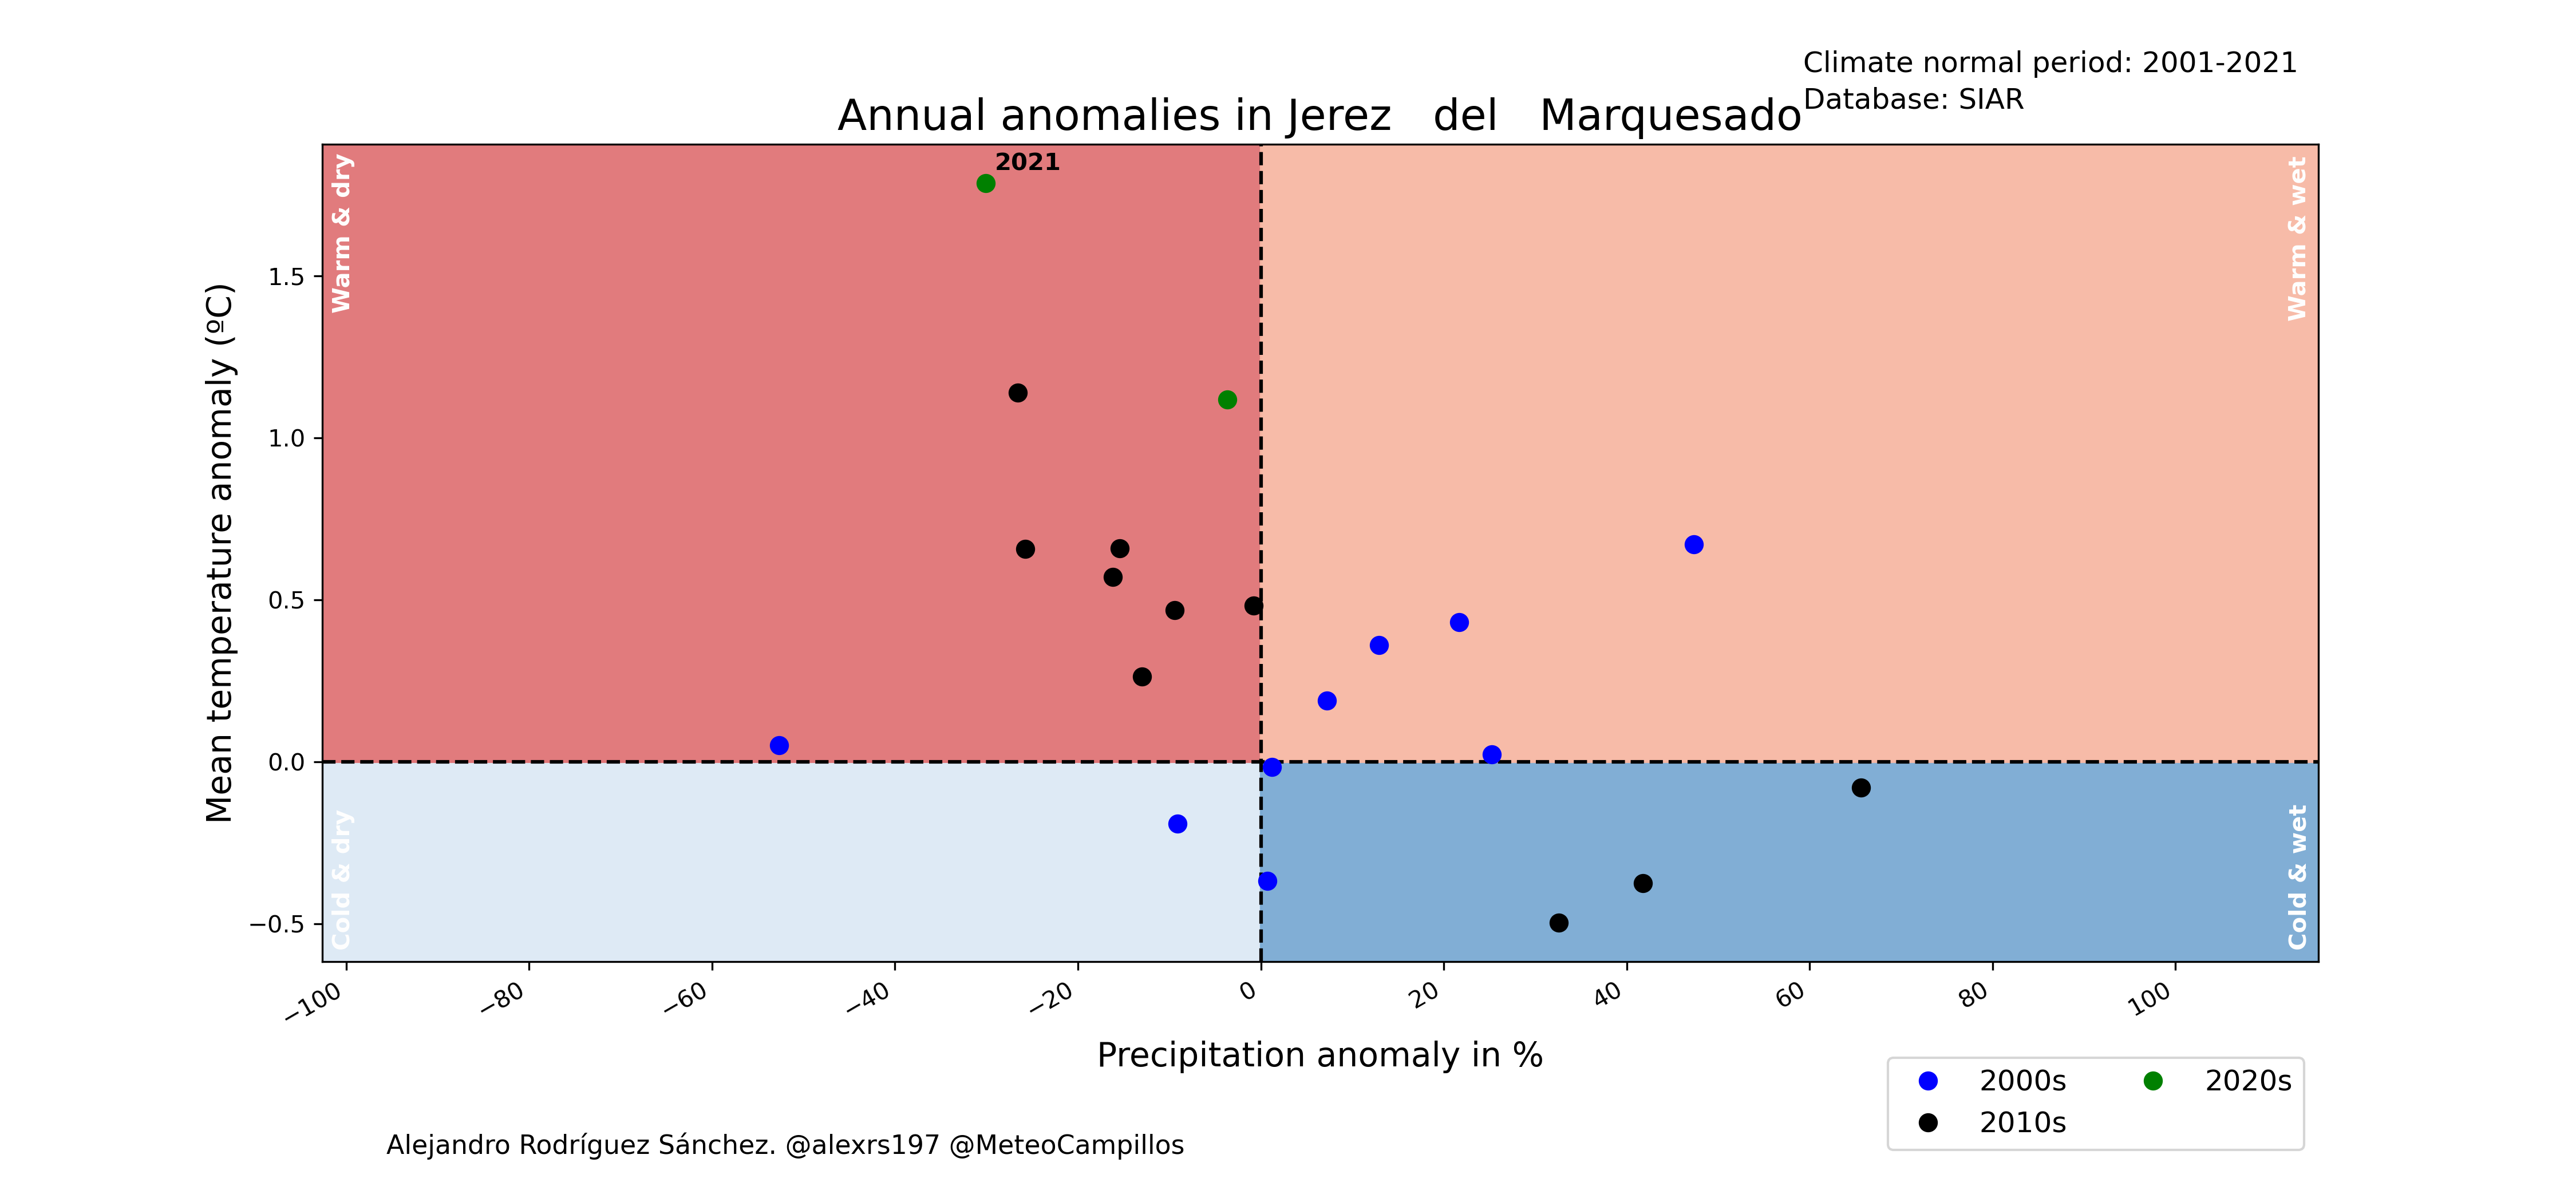 Climate normal period: 2001-2021
Database: SIAR
Annual anomalies in Jerez   del   Marquesado
2021
Warm & dry
Warm & wet
1.5
1.0
0.5
0.0
−0.5
Mean temperature anomaly (ºC)
Cold & dry
Cold & wet
−100
−80
−60
−40
−20
0
20
40
60
80
100
Precipitation anomaly in %
2000s
2020s
2010s
Alejandro Rodríguez Sánchez. @alexrs197 @MeteoCampillos